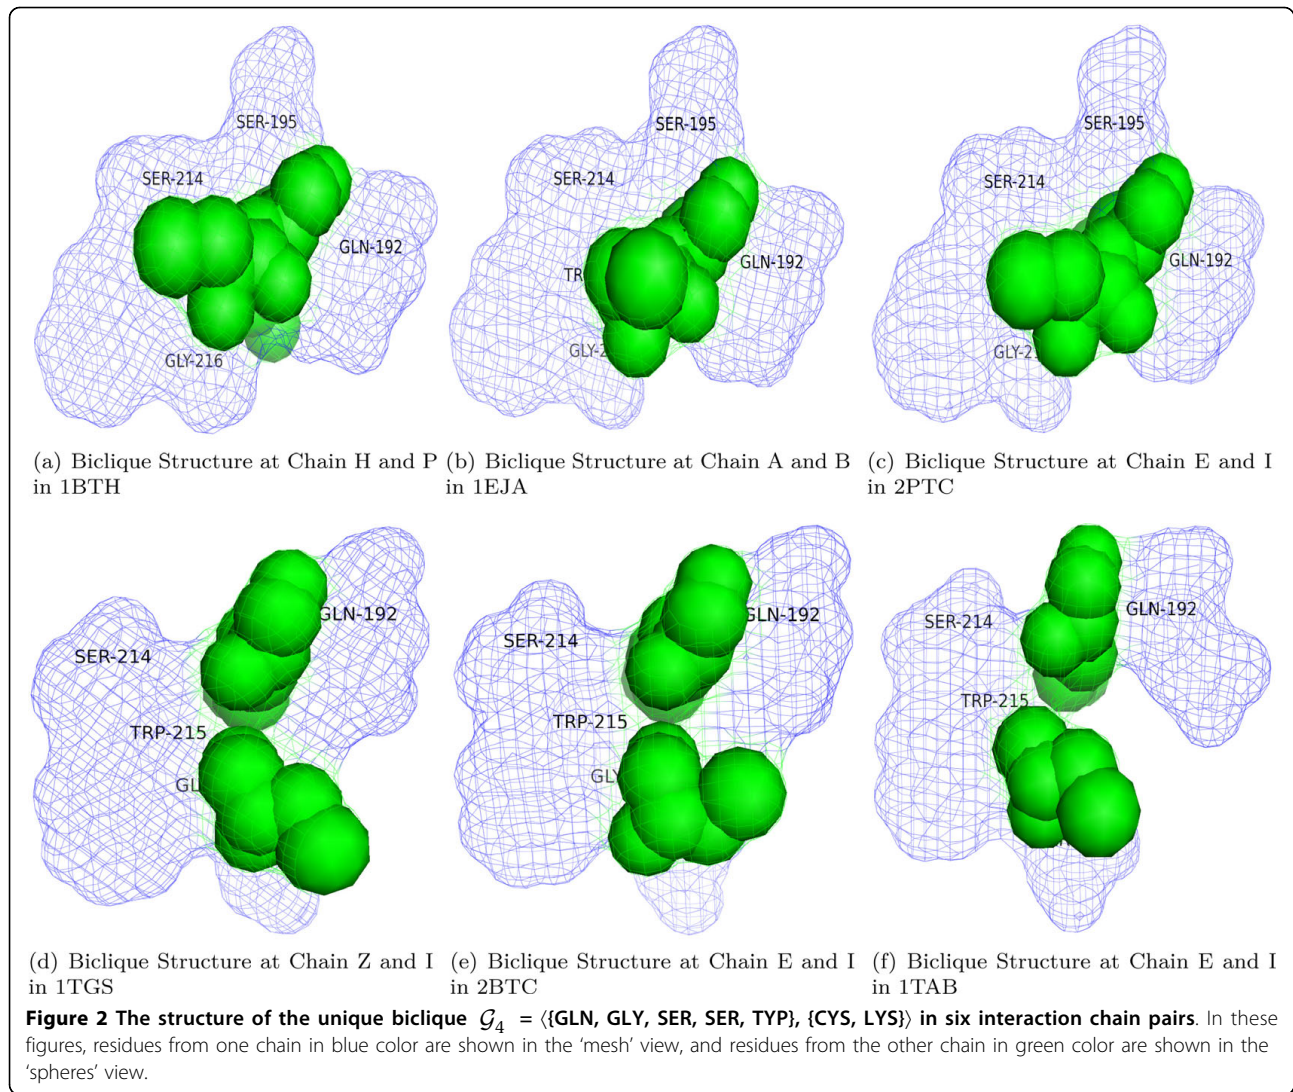 SER-195
SER-214
GLN-192
GLY-216
(a) Biclique Structure at Chain H and P
in 1BTH
SER-195
SER-214
GLN-192
(b) Biclique Structure at Chain A and B
in 1EJA
SER-195
SER-214
GLN-192
(c) Biclique Structure at Chain E and I
in 2PTC
GLN-192
SER-214
TRP-215
(d) Biclique Structure at Chain Z and I
in 1TGS
GLN-192
SER-214
TRP-215
(e) Biclique Structure at Chain E and I
in 2BTC
GLN-192
SER-214
TRP-215
(f) Biclique Structure at Chain E and I
in 1TAB
Figure 2 The structure of the unique biclique 𝒢₄ = ⟨{GLN, GLY, SER, SER, TYP}, {CYS, LYS}⟩ in six interaction chain pairs. In these
figures, residues from one chain in blue color are shown in the ‘mesh’ view, and residues from the other chain in green color are shown in the
‘spheres’ view.